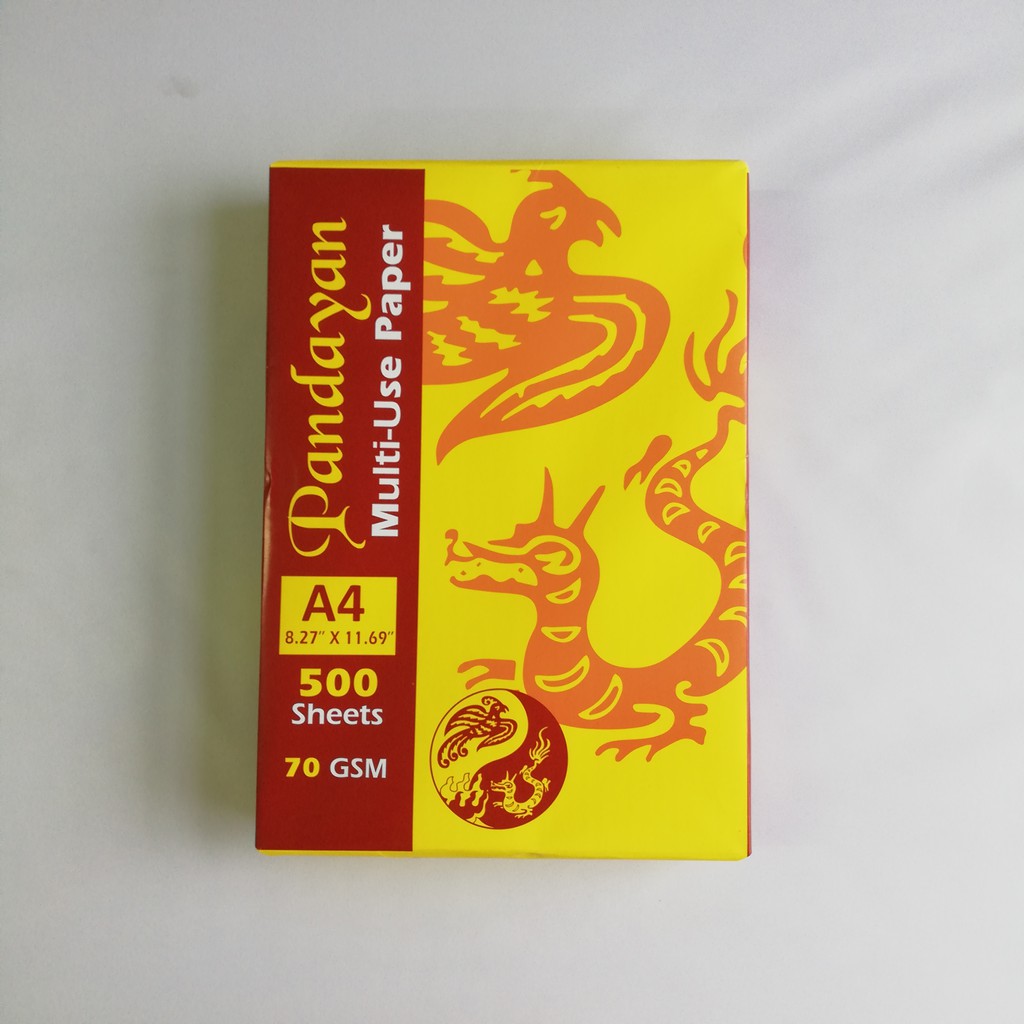 Pandayan
Multi-Use Paper
A4
8.27" X 11.69"
500
Sheets
70 GSM